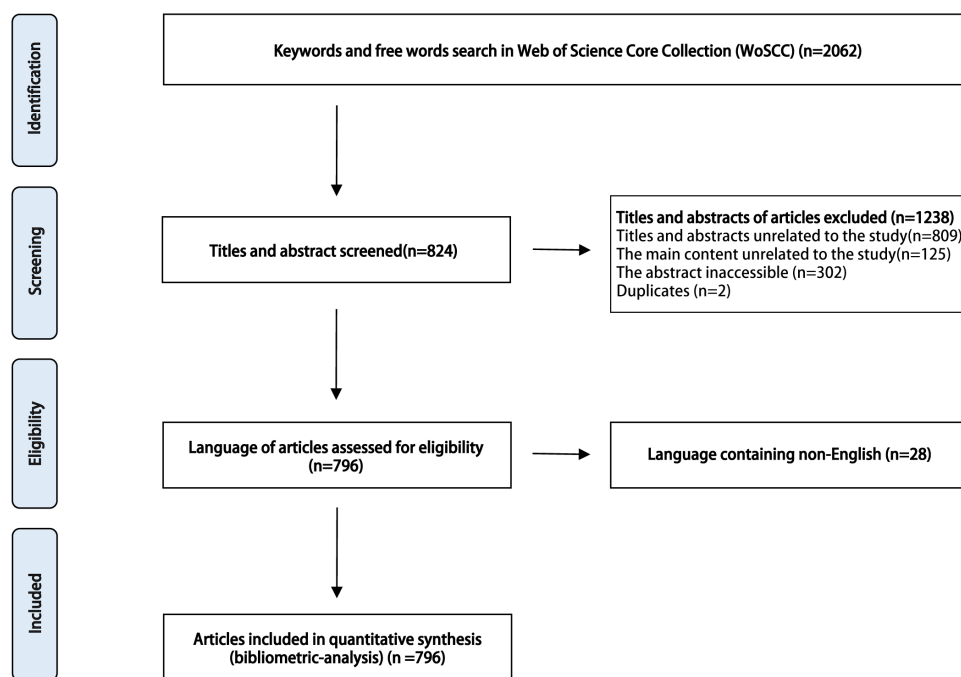 Identification
Keywords and free words search in Web of Science Core Collection (WoSCC) (n=2062)
Screening
Titles and abstract screened(n=824)
Titles and abstracts of articles excluded (n=1238)
Titles and abstracts unrelated to the study(n=809)
The main content unrelated to the study(n=125)
The abstract inaccessible (n=302)
Duplicates (n=2)
Eligibility
Language of articles assessed for eligibility
(n=796)
Language containing non-English (n=28)
Included
Articles included in quantitative synthesis
(bibliometric-analysis) (n =796)